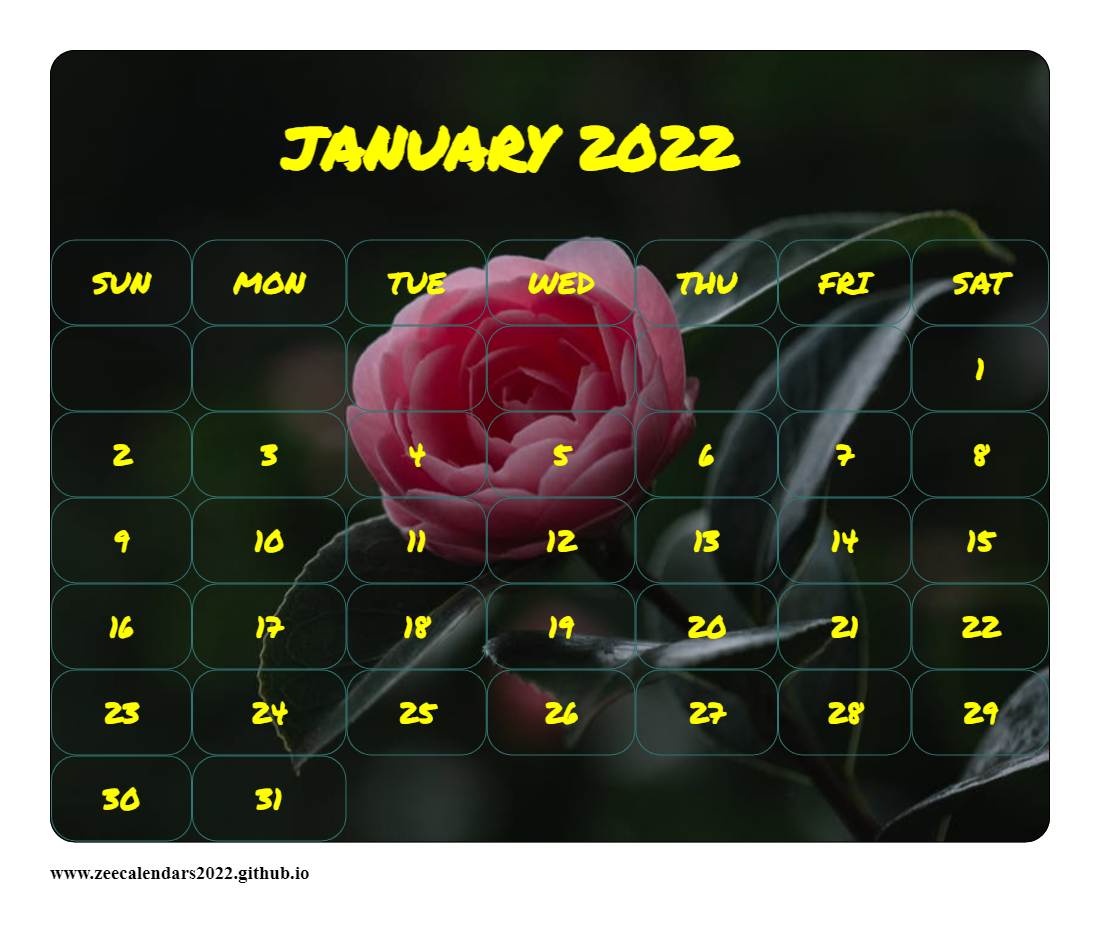 JANUARY 2022
SUN MON TUE WED THU FRI SAT
1
2 3 4 5 6 7 8
9 10 11 12 13 14 15
16 17 18 19 20 21 22
23 24 25 26 27 28 29
30 31
www.zeecalendars2022.github.io